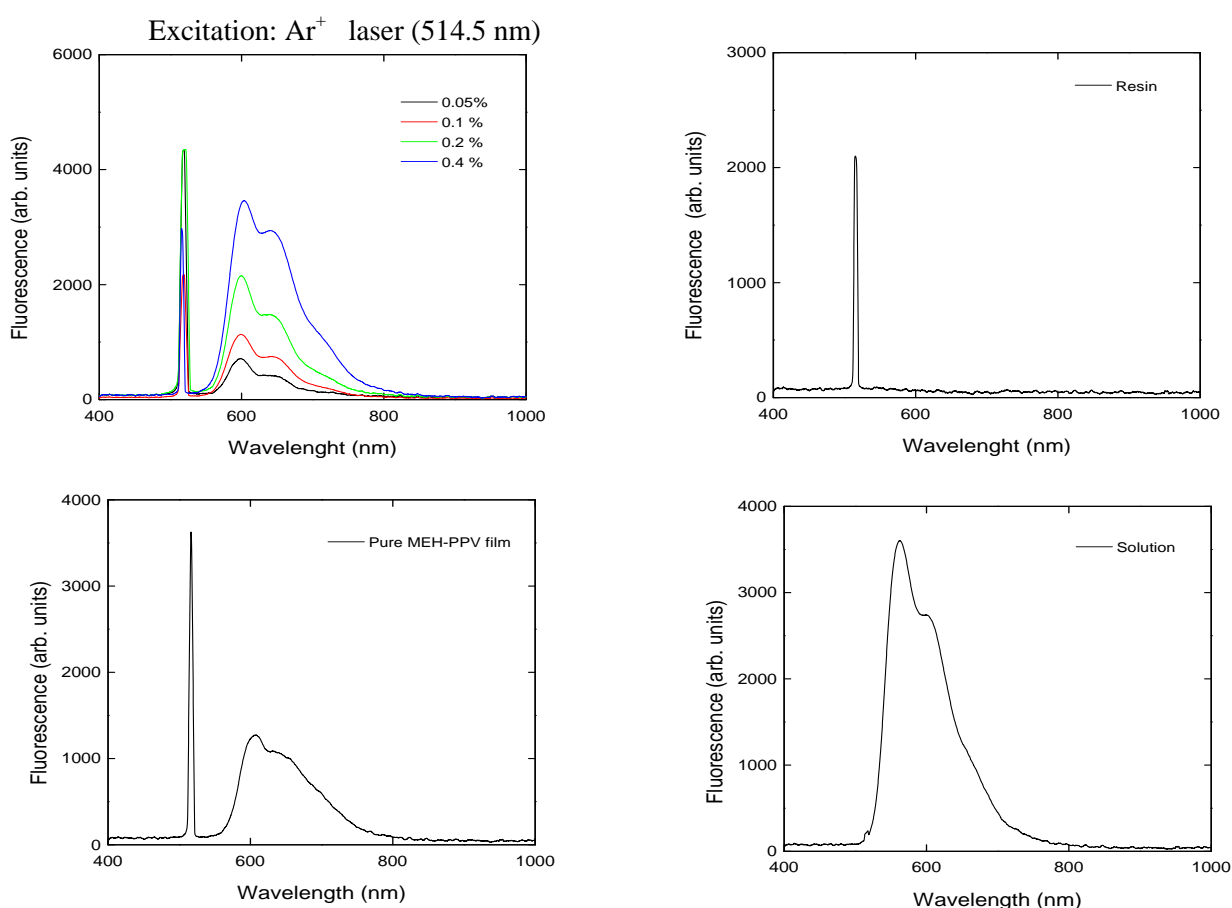 Excitation: Ar+ laser (514.5 nm)
6000
4000
2000
0
Fluorescence (arb. units)
0.05%
0.1 %
0.2 %
0.4 %
400 600 800 1000
Wavelenght (nm)
3000
2000
1000
0
Fluorescence (arb. units)
Resin
400 600 800 1000
Wavelenght (nm)
4000
3000
2000
1000
0
Fluorescence (arb. units)
Pure MEH-PPV film
400 600 800 1000
Wavelength (nm)
4000
3000
2000
1000
0
Fluorescence (arb. units)
Solution
400 600 800 1000
Wavelength (nm)